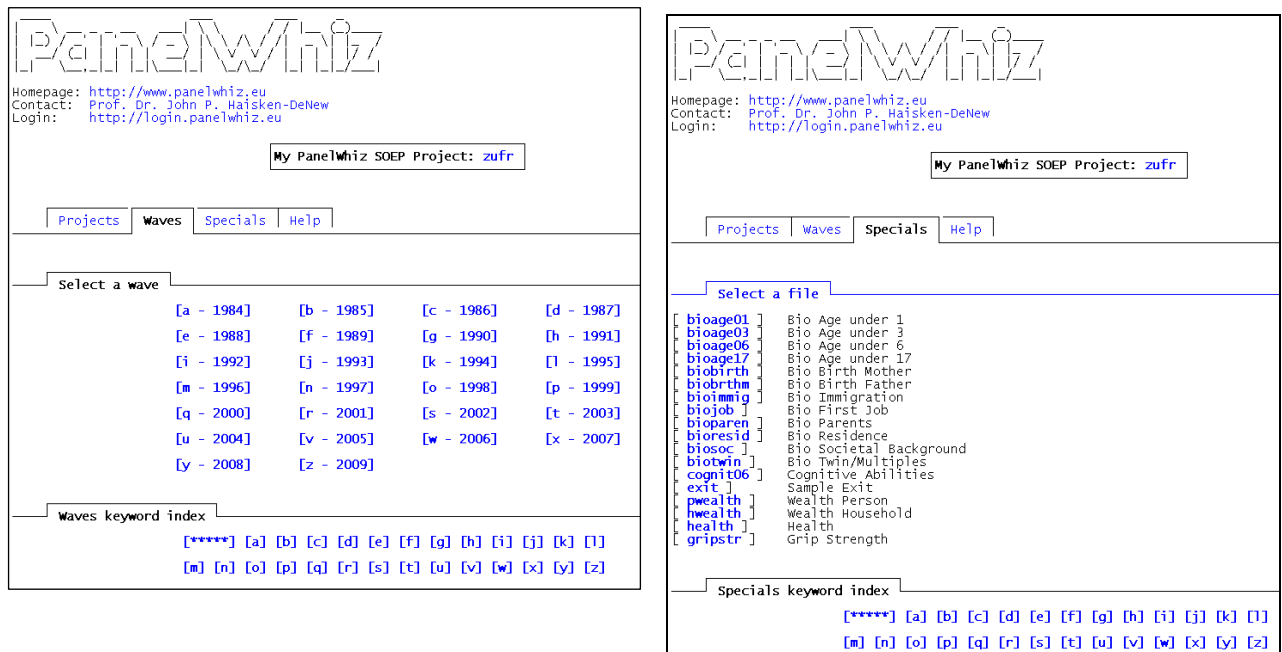 PanelWhiz
Homepage: http://www.panelwhiz.eu
Contact: Prof. Dr. John P. Haisken-DeNew
Login: http://login.panelwhiz.eu
My PanelWhiz SOEP Project: zufr
Projects Waves Specials Help
Select a wave
[a - 1984] [b - 1985] [c - 1986] [d - 1987]
[e - 1988] [f - 1989] [g - 1990] [h - 1991]
[i - 1992] [j - 1993] [k - 1994] [l - 1995]
[m - 1996] [n - 1997] [o - 1998] [p - 1999]
[q - 2000] [r - 2001] [s - 2002] [t - 2003]
[u - 2004] [v - 2005] [w - 2006] [x - 2007]
[y - 2008] [z - 2009]
Waves keyword index
[*****] [a] [b] [c] [d] [e] [f] [g] [h] [i] [j] [k] [l]
[m] [n] [o] [p] [q] [r] [s] [t] [u] [v] [w] [x] [y] [z]
PanelWhiz
Homepage: http://www.panelwhiz.eu
Contact: Prof. Dr. John P. Haisken-DeNew
Login: http://login.panelwhiz.eu
My PanelWhiz SOEP Project: zufr
Projects Waves Specials Help
Select a file
[ bioage01 ] Bio Age under 1
[ bioage03 ] Bio Age under 3
[ bioage06 ] Bio Age under 6
[ bioage17 ] Bio Age under 17
[ biobirth ] Bio Birth Mother
[ biobrthm ] Bio Birth Father
[ bioimmig ] Bio Immigration
[ biojob ] Bio First Job
[ bioparen ] Bio Parents
[ bioresid ] Bio Residence
[ biosoc ] Bio Societal Background
[ biotwin ] Bio Twin/Multiples
[ cognit06 ] Cognitive Abilities
[ exit ] Sample Exit
[ pwealth ] Wealth Person
[ hwealth ] Wealth Household
[ health ] Health
[ gripstr ] Grip Strength
Specials keyword index
[*****] [a] [b] [c] [d] [e] [f] [g] [h] [i] [j] [k] [l]
[m] [n] [o] [p] [q] [r] [s] [t] [u] [v] [w] [x] [y] [z]